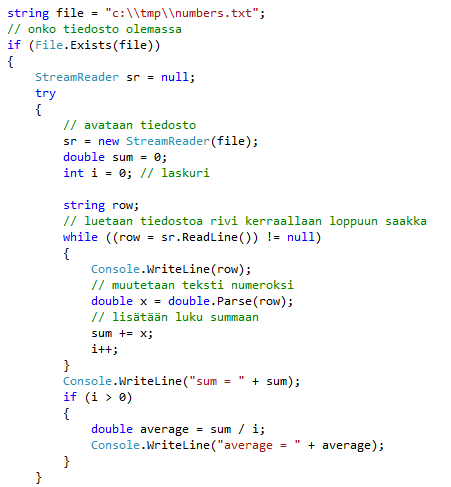 string file = "c:\\tmp\\numbers.txt";
// onko tiedosto olemassa
if (File.Exists(file))
{
    StreamReader sr = null;
    try
    {
        // avataan tiedosto
        sr = new StreamReader(file);
        double sum = 0;
        int i = 0; // laskuri

        string row;
        // luetaan tiedostoa rivi kerraallaan loppuun saakka
        while ((row = sr.ReadLine()) != null)
        {
            Console.WriteLine(row);
            // muutetaan teksti numeroksi
            double x = double.Parse(row);
            // lisätään luku summaan
            sum += x;
            i++;
        }
        Console.WriteLine("sum = " + sum);
        if (i > 0)
        {
            double average = sum / i;
            Console.WriteLine("average = " + average);
        }
    }